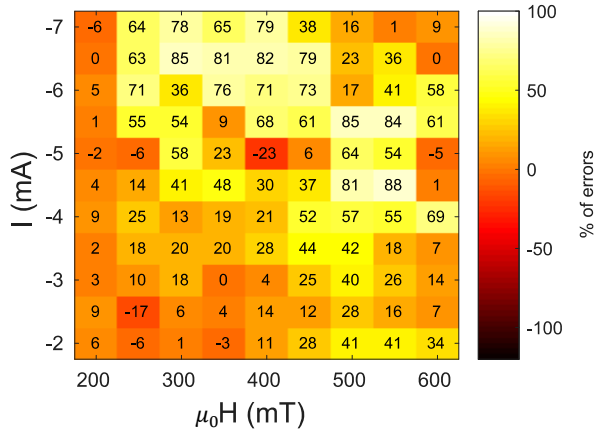 -7 -6 64 78 65 79 38 16 1 9 100
0 63 85 81 82 79 23 36 0
-6 5 71 36 76 71 73 17 41 58 50
1 55 54 9 68 61 85 84 61
-5 -2 -6 58 23 -23 6 64 54 -5 0
4 14 41 48 30 37 81 88 1
-4 9 25 13 19 21 52 57 55 69 -50
2 18 20 20 28 44 42 18 7
-3 3 10 18 0 4 25 40 26 14
9 -17 6 4 14 12 28 16 7 -100
-2 6 -6 1 -3 11 28 41 41 34
200 300 400 500 600
I (mA)
μ₀H (mT)
% of errors